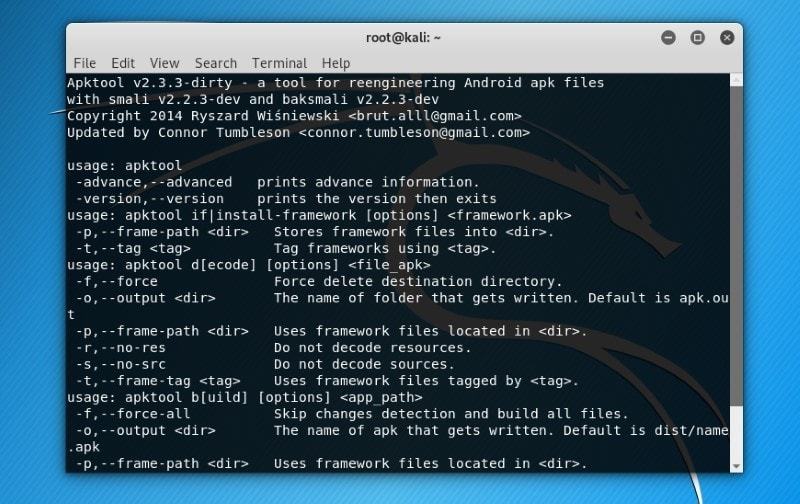 root@kali: ~
File Edit View Search Terminal Help
Apktool v2.3.3-dirty - a tool for reengineering Android apk files
with smali v2.2.3-dev and baksmali v2.2.3-dev
Copyright 2014 Ryszard Wiśniewski <brut.alll@gmail.com>
Updated by Connor Tumbleson <connor.tumbleson@gmail.com>
usage: apktool
-advance,--advanced prints advance information.
-version,--version prints the version then exits
usage: apktool if|install-framework [options] <framework.apk>
-p,--frame-path <dir> Stores framework files into <dir>.
-t,--tag <tag> Tag frameworks using <tag>.
usage: apktool d[ecode] [options] <file_apk>
-f,--force Force delete destination directory.
-o,--output <dir> The name of folder that gets written. Default is apk.ou
t
-p,--frame-path <dir> Uses framework files located in <dir>.
-r,--no-res Do not decode resources.
-s,--no-src Do not decode sources.
-t,--frame-tag <tag> Uses framework files tagged by <tag>.
usage: apktool b[uild] [options] <app_path>
-f,--force-all Skip changes detection and build all files.
-o,--output <dir> The name of apk that gets written. Default is dist/name
.apk
-p,--frame-path <dir> Uses framework files located in <dir>.